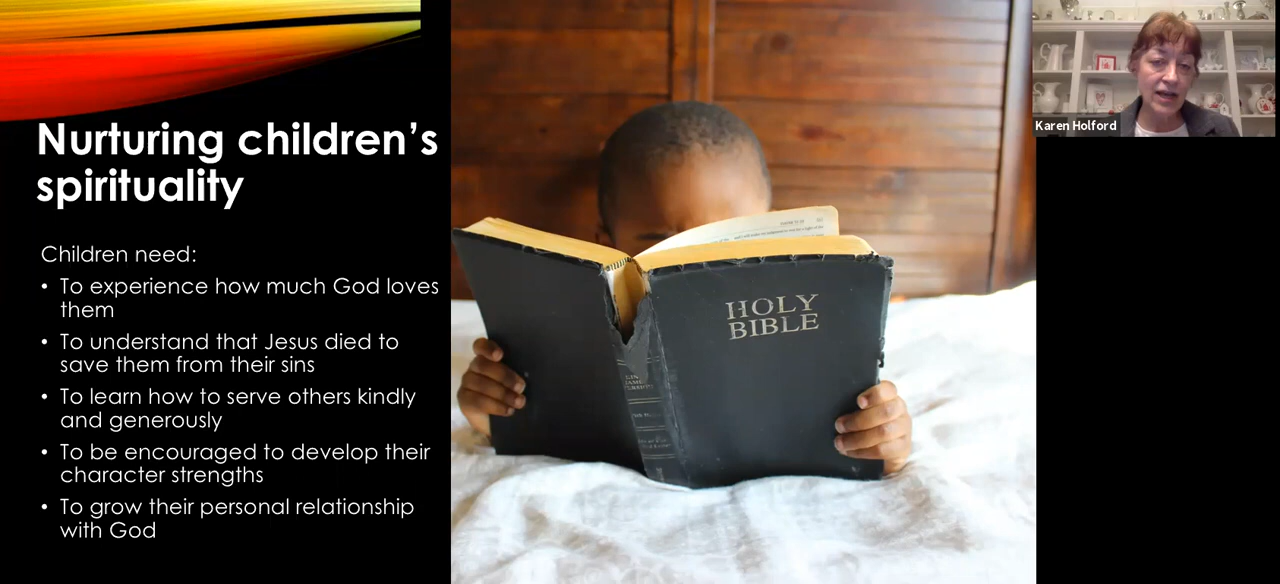 Nurturing children’s
spirituality
Children need:
• To experience how much God loves
them
• To understand that Jesus died to
save them from their sins
• To learn how to serve others kindly
and generously
• To be encouraged to develop their
character strengths
• To grow their personal relationship
with God
HOLY
BIBLE
Karen Holford